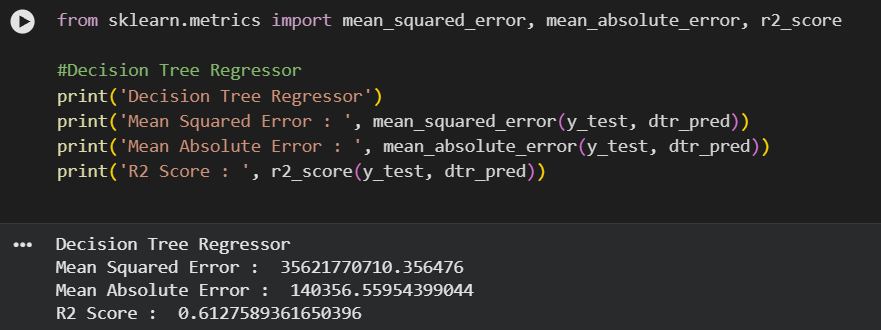 from sklearn.metrics import mean_squared_error, mean_absolute_error, r2_score
#Decision Tree Regressor
print('Decision Tree Regressor')
print('Mean Squared Error : ', mean_squared_error(y_test, dtr_pred))
print('Mean Absolute Error : ', mean_absolute_error(y_test, dtr_pred))
print('R2 Score : ', r2_score(y_test, dtr_pred))
Decision Tree Regressor
Mean Squared Error :  35621770710.356476
Mean Absolute Error :  140356.55954399044
R2 Score :  0.6127589361650396